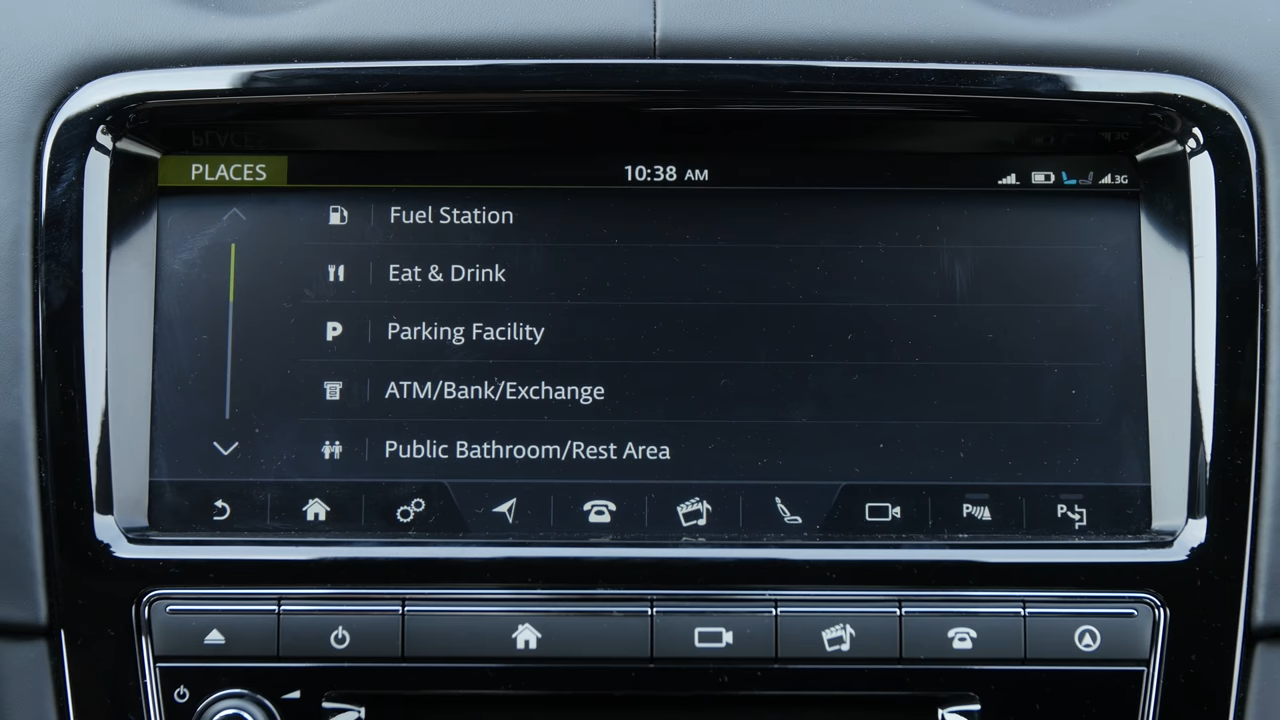 PLACES
10:38 AM
3G
Fuel Station
Eat & Drink
P
Parking Facility
ATM/Bank/Exchange
Public Bathroom/Rest Area
P
P